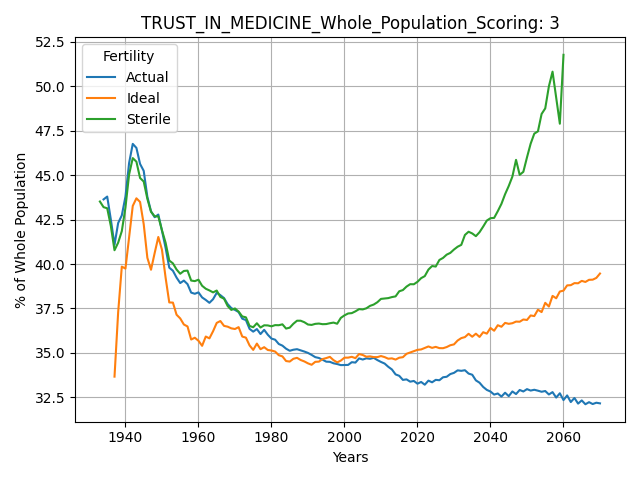 TRUST_IN_MEDICINE_Whole_Population_Scoring: 3
52.5
50.0
47.5
45.0
42.5
40.0
37.5
35.0
32.5
% of Whole Population
Fertility
Actual
Ideal
Sterile
1940 1960 1980 2000 2020 2040 2060
Years